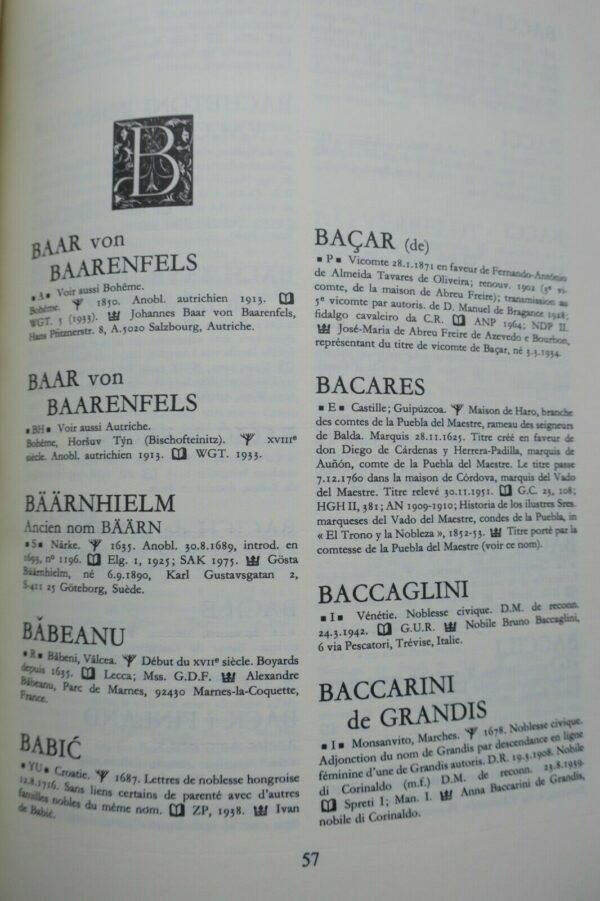 B
BAAR von
BAARENFELS
▪ A ▪ Voir aussi Bohême.
Bohême. 1850. Anobl. autrichien 1913.
WGT. 5 (1933). Johannes Baar von Baarenfels,
Hans Pfitznerstr. 8, A.5020 Salzbourg, Autriche.
BAAR von
BAARENFELS
▪ BH ▪ Voir aussi Autriche.
Bohême, Horšuv Týn (Bischofteinitz). XVIIIe
siècle. Anobl. autrichien 1913. WGT. 1933.
BÄÄRNHIELM
Ancien nom BÄÄRN
▪ S ▪ Närke. 1635. Anobl. 30.8.1689, introd. en
1693, nº 1196. Elg. 1, 1925; SAK 1975. Gösta
Bäärnhielm, né 6.9.1890, Karl Gustavsgatan 2,
S-411 25 Göteborg, Suède.
BĂBEANU
▪ R ▪ Băbeni, Vâlcea. Début du XVIIe siècle. Boyards
depuis 1635. Lecca; Mss. G.D.F. Alexandre
Băbeanu, Parc de Marnes, 92430 Marnes-la-Coquette,
France.
BABIĆ
▪ YU ▪ Croatie. 1687. Lettres de noblesse hongroise
12.8.1716. Sans liens certains de parenté avec d'autres
familles nobles du même nom. ZP, 1938. Ivan
de Babić.
BAÇAR (de)
▪ P ▪ Vicomte 28.1.1871 en faveur de Fernando-António
de Almeida Tavares de Oliveira; renouv. 1902 (3e vi-
comte, de la maison de Abreu Freire); transmission au
5e vicomte par autoris. de D. Manuel de Bragance 1928;
fidalgo cavaleiro da C.R. ANP 1964; NDP II.
José-Maria de Abreu Freire de Azevedo e Bourbon,
représentant du titre de vicomte de Baçar, né 3.3.1934.
BACARES
▪ E ▪ Castille; Guipúzcoa. Maison de Haro, branche
des comtes de la Puebla del Maestre, rameau des seigneurs
de Balda. Marquis 28.11.1625. Titre créé en faveur de
don Diego de Cárdenas y Herrera-Padilla, marquis de
Auñón, comte de la Puebla del Maestre. Le titre passe
7.12.1760 dans la maison de Córdova, marquis del Vado
del Maestre. Titre relevé 30.11.1951. G.C. 23, 108;
HGH II, 381; AN 1909-1910; Historia de los ilustres Sres.
marqueses del Vado del Maestre, condes de la Puebla, in
« El Trono y la Nobleza », 1852-53. Titre porté par la
comtesse de la Puebla del Maestre (voir ce nom).
BACCAGLINI
▪ I ▪ Vénétie. Noblesse civique. D.M. de reconn.
24.3.1942. G.U.R. Nobile Bruno Baccaglini,
6 via Pescatori, Trévise, Italie.
BACCARINI
de GRANDIS
▪ I ▪ Monsanvito, Marches. 1678. Noblesse civique.
Adjonction du nom de Grandis par descendance en ligne
féminine d'une de Grandis autoris. D.R. 19.5.1908. Nobile
di Corinaldo (m.f.) D.M. de reconn. 23.8.1939.
Spreti I; Man. I. Anna Baccarini de Grandis,
nobile di Corinaldo.
57